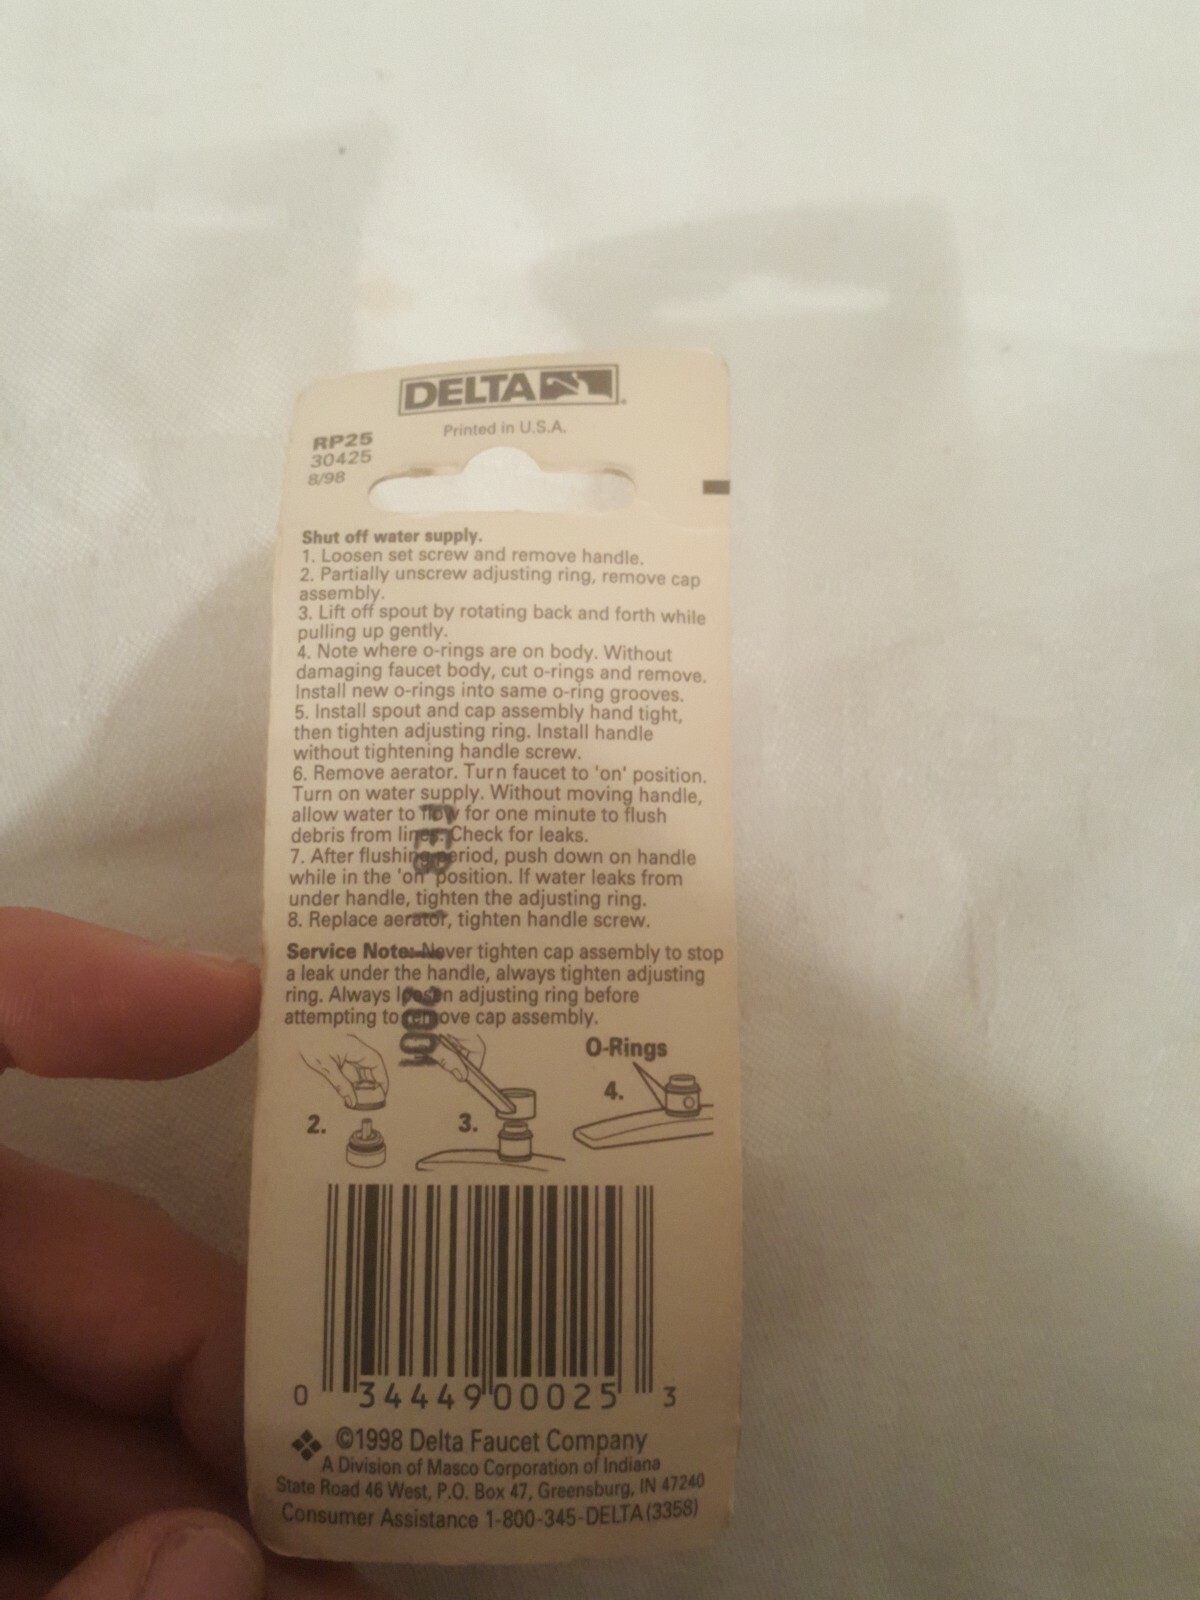 DELTA
Printed in U.S.A.
RP25
30425
8/98
Shut off water supply.
1. Loosen set screw and remove handle.
2. Partially unscrew adjusting ring, remove cap
assembly.
3. Lift off spout by rotating back and forth while
pulling up gently.
4. Note where o-rings are on body. Without
damaging faucet body, cut o-rings and remove.
Install new o-rings into same o-ring grooves.
5. Install spout and cap assembly hand tight,
then tighten adjusting ring. Install handle
without tightening handle screw.
6. Remove aerator. Turn faucet to 'on' position.
Turn on water supply. Without moving handle,
allow water to flow for one minute to flush
debris from lines. Check for leaks.
7. After flushing period, push down on handle
while in the 'on' position. If water leaks from
under handle, tighten the adjusting ring.
8. Replace aerator, tighten handle screw.
Service Note: Never tighten cap assembly to stop
a leak under the handle, always tighten adjusting
ring. Always loosen adjusting ring before
attempting to remove cap assembly.
FEB 2001
O-Rings
2.
3.
4.
0 34449 00025 3
©1998 Delta Faucet Company
A Division of Masco Corporation of Indiana
State Road 46 West, P.O. Box 47, Greensburg, IN 47240
Consumer Assistance 1-800-345-DELTA (3358)